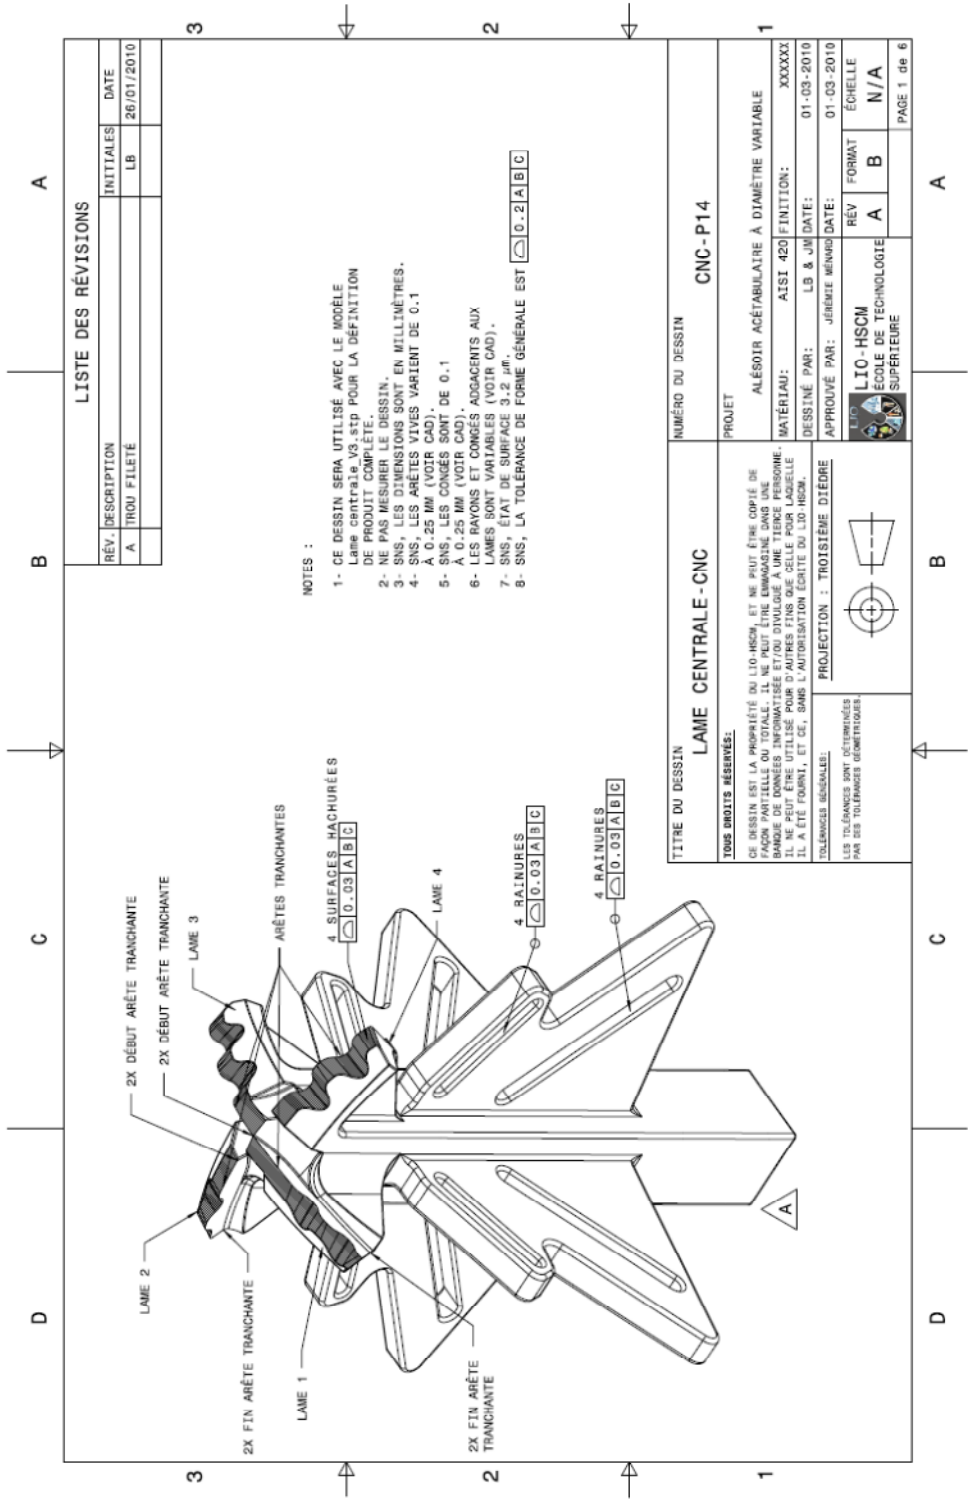 LISTE DES RÉVISIONS
RÉV. DESCRIPTION INITIALES DATE
A TROU FILETÉ LB 26/01/2010
D C B A
3 2 1
NOTES :
1- CE DESSIN SERA UTILISÉ AVEC LE MODÈLE
Lame centrale_V3.stp POUR LA DÉFINITION
DE PRODUIT COMPLÈTE.
2- NE PAS MESURER LE DESSIN.
3- SNS, LES DIMENSIONS SONT EN MILLIMÈTRES.
4- SNS, LES ARÊTES VIVES VARIENT DE 0.1
À 0.25 MM (VOIR CAD).
5- SNS, LES CONGÉS SONT DE 0.1
À 0.25 MM (VOIR CAD).
6- LES RAYONS ET CONGÉS ADGACENTS AUX
LAMES SONT VARIABLES (VOIR CAD).
7- SNS, ÉTAT DE SURFACE 3.2 µm.
8- SNS, LA TOLÉRANCE DE FORME GÉNÉRALE EST 0.2 A B C
2X DÉBUT ARÊTE TRANCHANTE
2X DÉBUT ARÊTE TRANCHANTE
LAME 3
ARÊTES TRANCHANTES
LAME 2
2X FIN ARÊTE TRANCHANTE
LAME 1
4 SURFACES HACHURÉES
0.03 A B C
LAME 4
2X FIN ARÊTE
TRANCHANTE
4 RAINURES
0.03 A B C
4 RAINURES
0.03 A B C
A
TITRE DU DESSIN
LAME CENTRALE-CNC
NUMÉRO DU DESSIN
CNC-P14
TOUS DROITS RÉSERVÉS:
CE DESSIN EST LA PROPRIÉTÉ DU LIO-HSCM, ET NE PEUT ÊTRE COPIÉ DE
FAÇON PARTIELLE OU TOTALE. IL NE PEUT ÊTRE EMMAGASINÉ DANS UNE
BANQUE DE DONNÉES INFORMATISÉE ET/OU DIVULGUÉ À UNE TIERCE PERSONNE.
IL NE PEUT ÊTRE UTILISÉ POUR D'AUTRES FINS QUE CELLE POUR LAQUELLE
IL A ÉTÉ FOURNI, ET CE, SANS L'AUTORISATION ÉCRITE DU LIO-HSCM.
PROJET
ALÉSOIR ACÉTABULAIRE À DIAMÈTRE VARIABLE
MATÉRIAU: AISI 420 FINITION: XXXXXX
DESSINÉ PAR: LB & JM DATE: 01-03-2010
APPROUVÉ PAR: JÉRÉMIE MÉNARD DATE: 01-03-2010
TOLÉRANCES GÉNÉRALES:
LES TOLÉRANCES SONT DÉTERMINÉES
PAR DES TOLÉRANCES GÉOMÉTRIQUES.
PROJECTION : TROISIÈME DIÈDRE
LIO
LIO-HSCM
ÉCOLE DE TECHNOLOGIE
SUPÉRIEURE
RÉV FORMAT ÉCHELLE
A B N/A
PAGE 1 de 6
D C B A
3 2 1